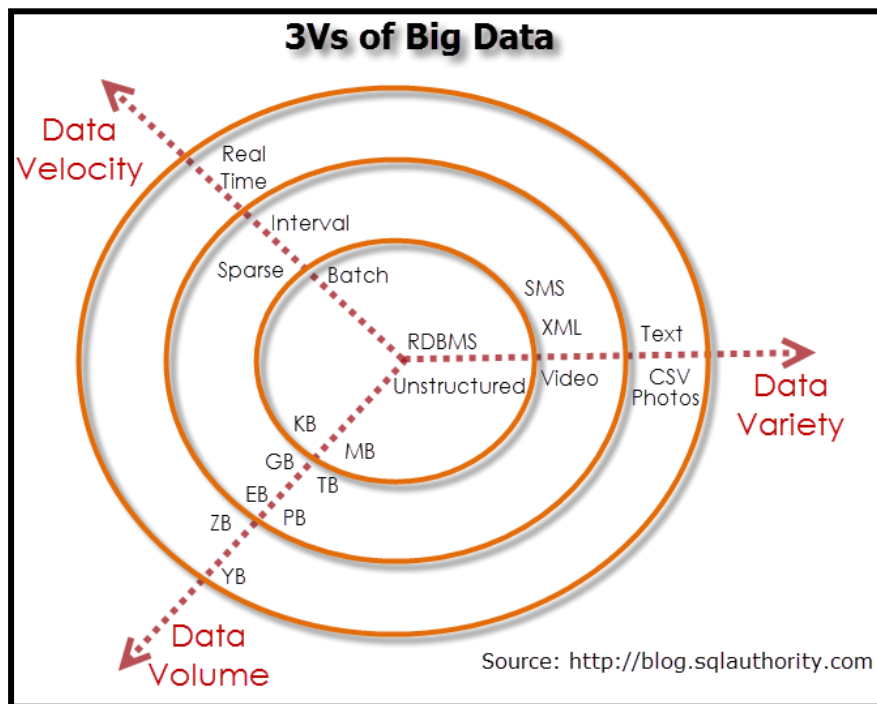 3Vs of Big Data
Data
Velocity
Real
Time
Interval
Sparse
Batch
SMS
XML
Text
RDBMS
Unstructured
Video
CSV
Photos
Data
Variety
KB
MB
GB
TB
EB
PB
ZB
YB
Data
Volume
Source: http://blog.sqlauthority.com